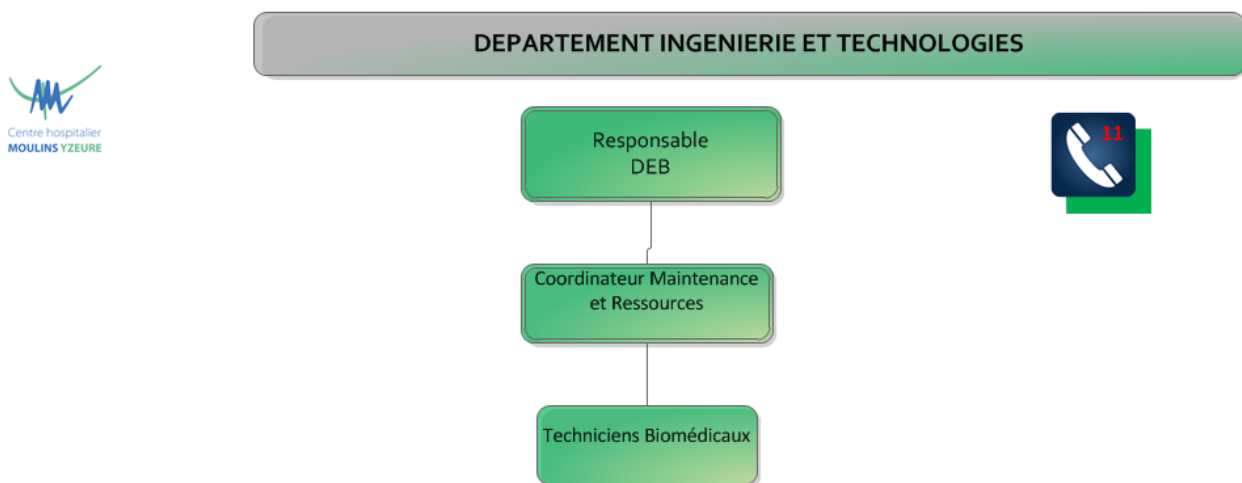 DEPARTEMENT INGENIERIE ET TECHNOLOGIES
Centre hospitalier
MOULINS YZEURE
Responsable
DEB
11
Coordinateur Maintenance
et Ressources
Techniciens Biomédicaux